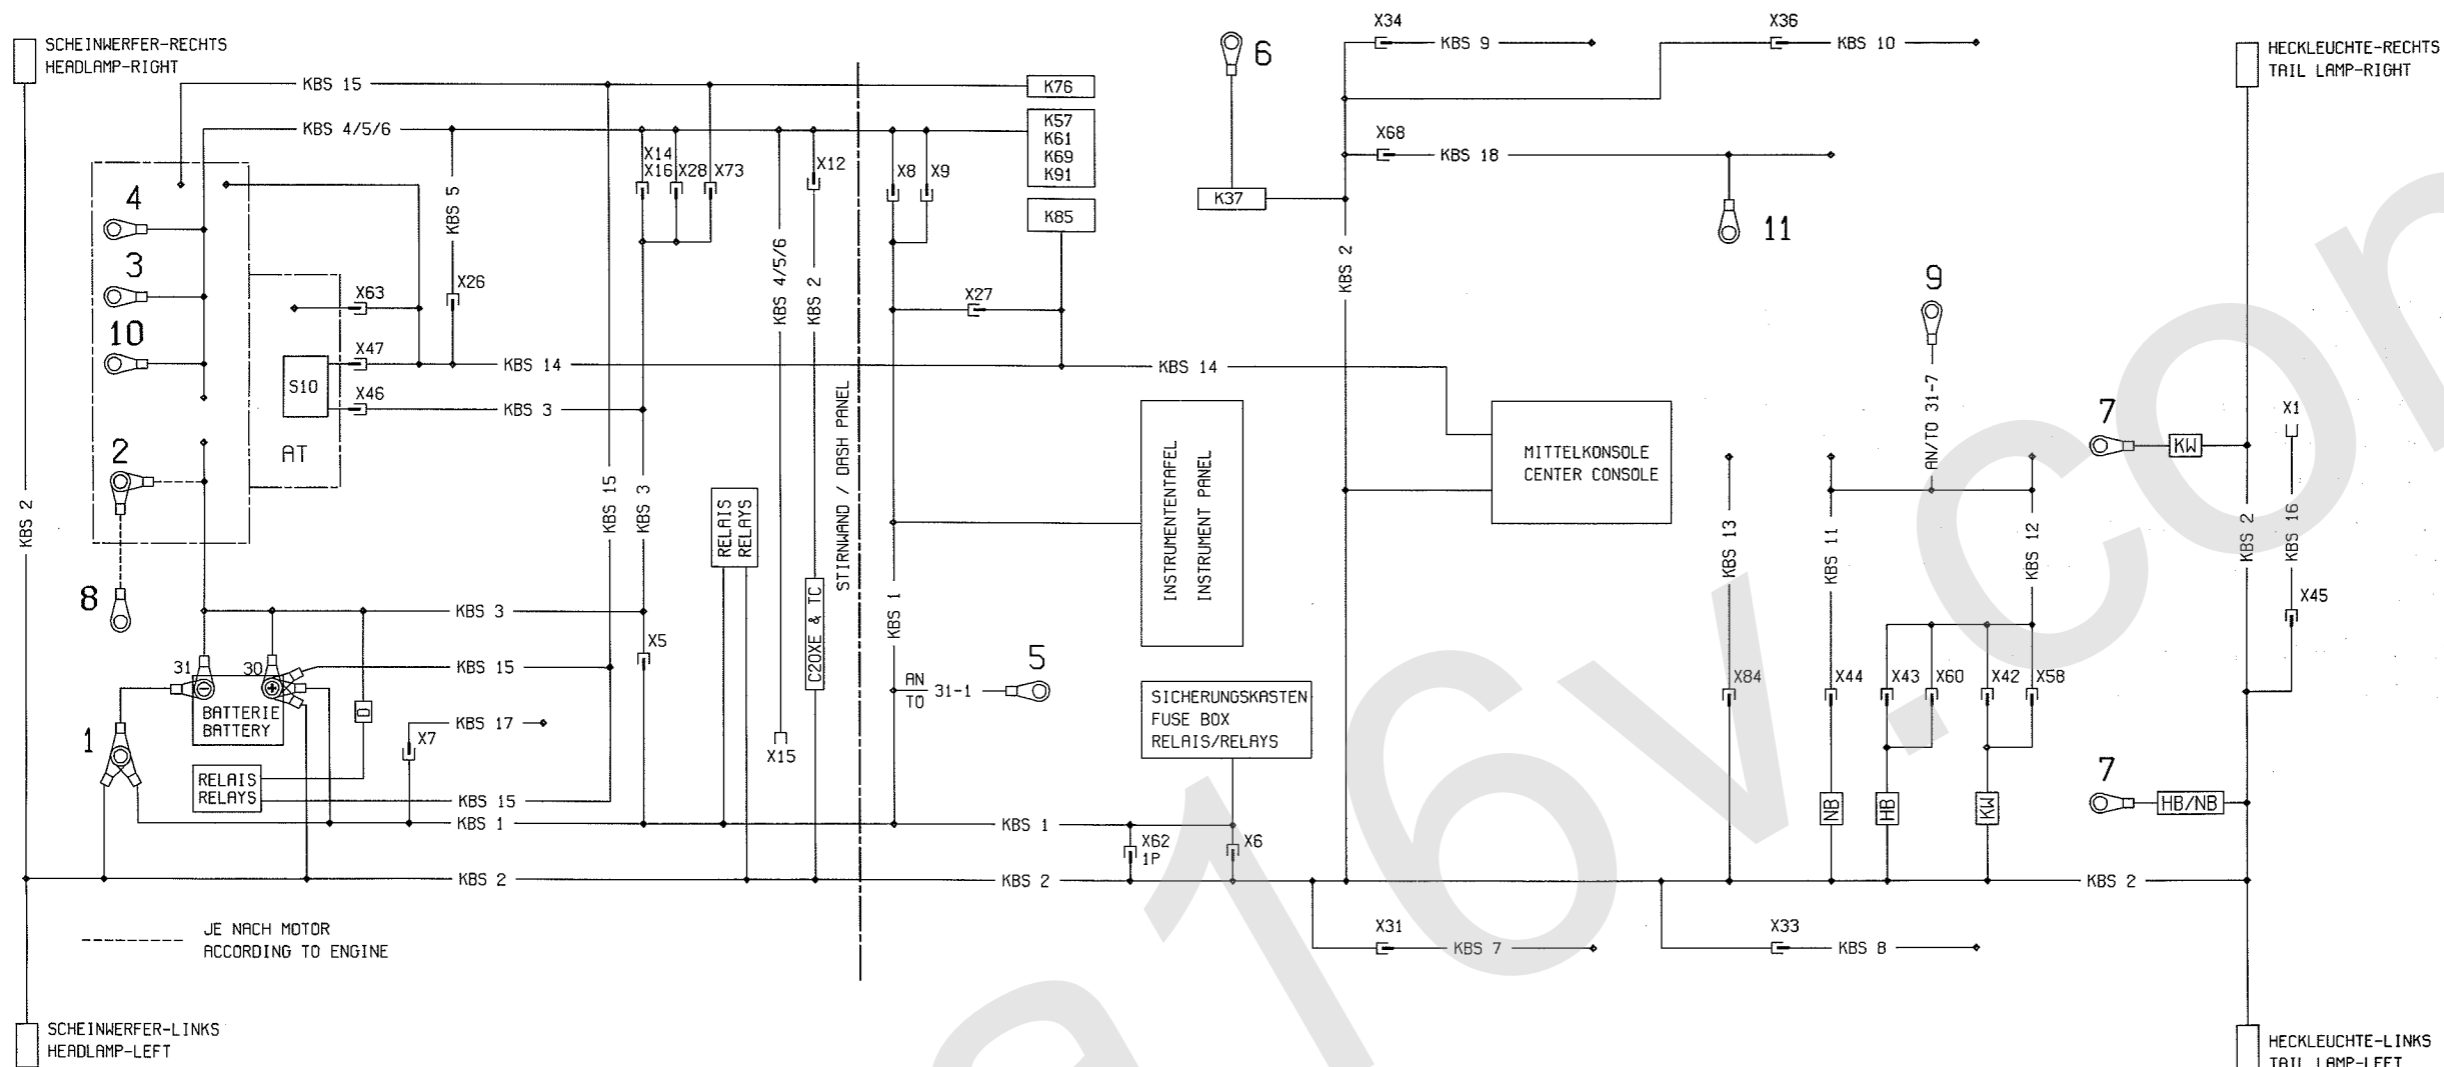 SCHEINWERFER-RECHTS
HEADLAMP-RIGHT
KBS 15
KBS 4/5/6
K76
K57
K61
K69
K91
K85
6
K37
X34
KBS 9
X36
KBS 10
X68
KBS 18
11
HECKLEUCHTE-RECHTS
TAIL LAMP-RIGHT
4
3
10
2
8
KBS 5
X26
X63
X47
X46
S10
AT
KBS 14
KBS 3
X14
X16
X28
X73
X12
X8
X9
KBS 4/5/6
KBS 2
X27
KBS 14
KBS 2
KBS 2
KBS 15
KBS 3
RELAIS
RELAYS
STIRNWAND / DASH PANEL
C20XE & TC
KBS 1
INSTRUMENTENTAFEL
INSTRUMENT PANEL
MITTELKONSOLE
CENTER CONSOLE
9
AN/TO 31-7
KBS 13
KBS 11
KBS 12
7
KW
X1
KBS 2
KBS 16
X45
KBS 3
X5
31
30
KBS 15
BATTERIE
BATTERY
D
1
X7
KBS 17
X15
AN
TO
31-1
5
SICHERUNGSKASTEN
FUSE BOX
RELAIS/RELAYS
X84
X44
X43
X60
X42
X58
NB
HB
KW
7
HB/NB
RELAIS
RELAYS
KBS 15
KBS 1
KBS 1
X62
1P
X6
KBS 2
KBS 2
KBS 2
X31
KBS 7
X33
KBS 8
JE NACH MOTOR
ACCORDING TO ENGINE
SCHEINWERFER-LINKS
HEADLAMP-LEFT
HECKLEUCHTE-LINKS
TAIL LAMP-LEFT